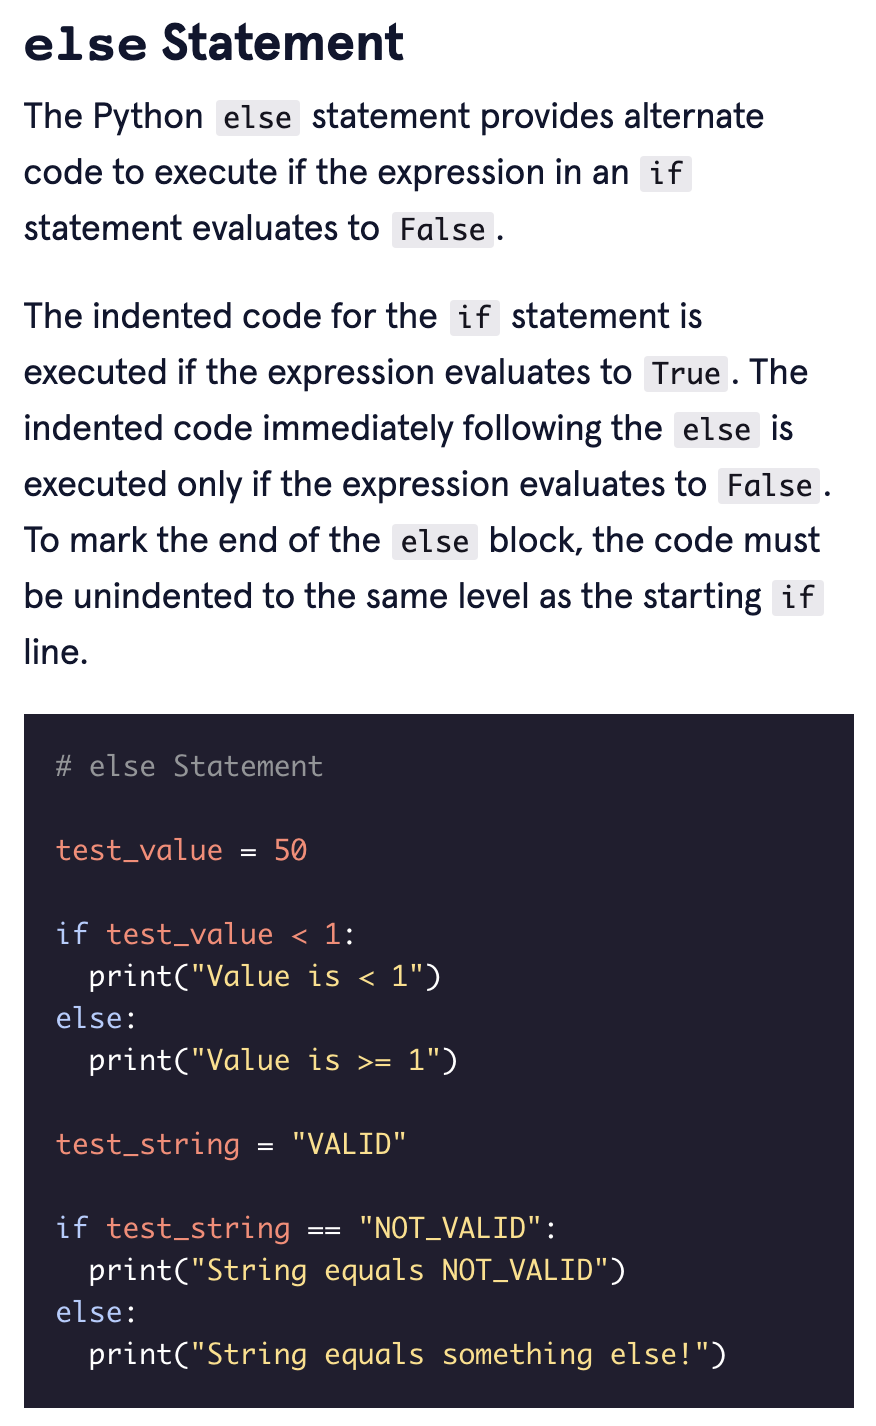 else Statement
The Python else statement provides alternate
code to execute if the expression in an if
statement evaluates to False.
The indented code for the if statement is
executed if the expression evaluates to True. The
indented code immediately following the else is
executed only if the expression evaluates to False.
To mark the end of the else block, the code must
be unindented to the same level as the starting if
line.
# else Statement
test_value = 50
if test_value < 1:
  print("Value is < 1")
else:
  print("Value is >= 1")
test_string = "VALID"
if test_string == "NOT_VALID":
  print("String equals NOT_VALID")
else:
  print("String equals something else!")